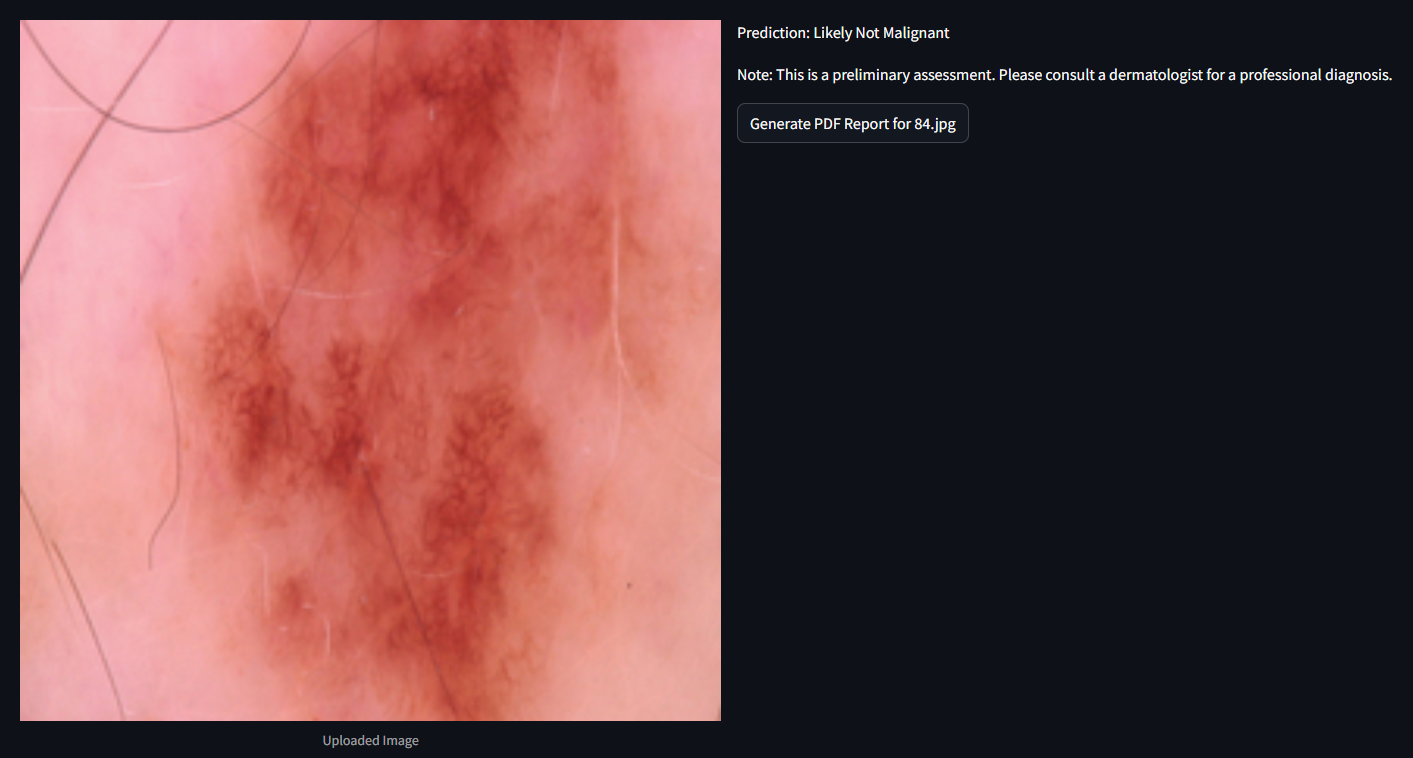 Prediction: Likely Not Malignant
Note: This is a preliminary assessment. Please consult a dermatologist for a professional diagnosis.
Generate PDF Report for 84.jpg
Uploaded Image